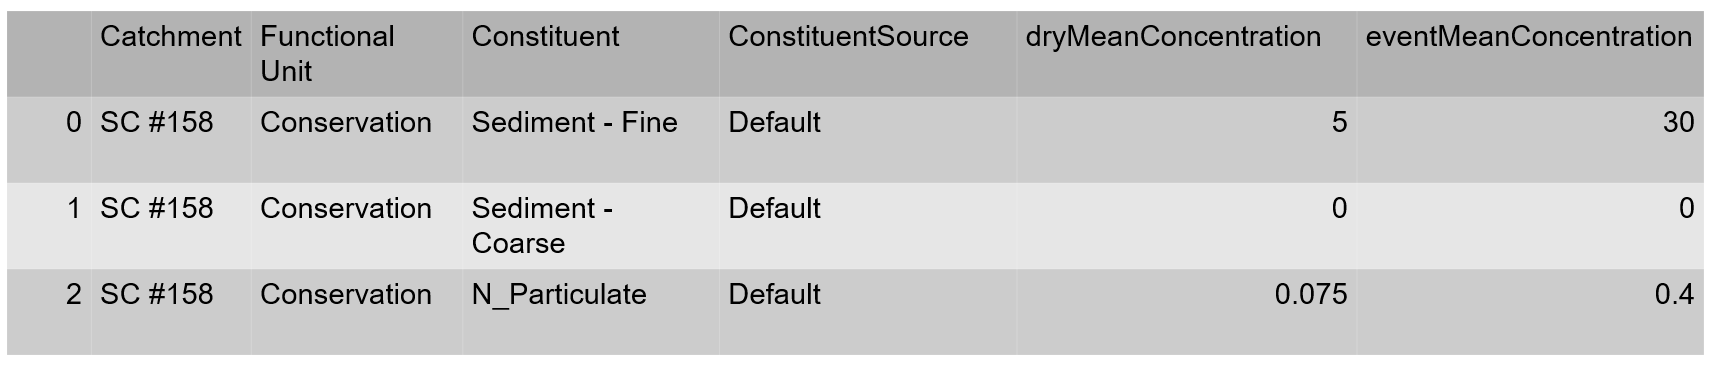 Catchment Functional Unit Constituent ConstituentSource dryMeanConcentration eventMeanConcentration
0 SC #158 Conservation Sediment - Fine Default 5 30
1 SC #158 Conservation Sediment - Coarse Default 0 0
2 SC #158 Conservation N_Particulate Default 0.075 0.4